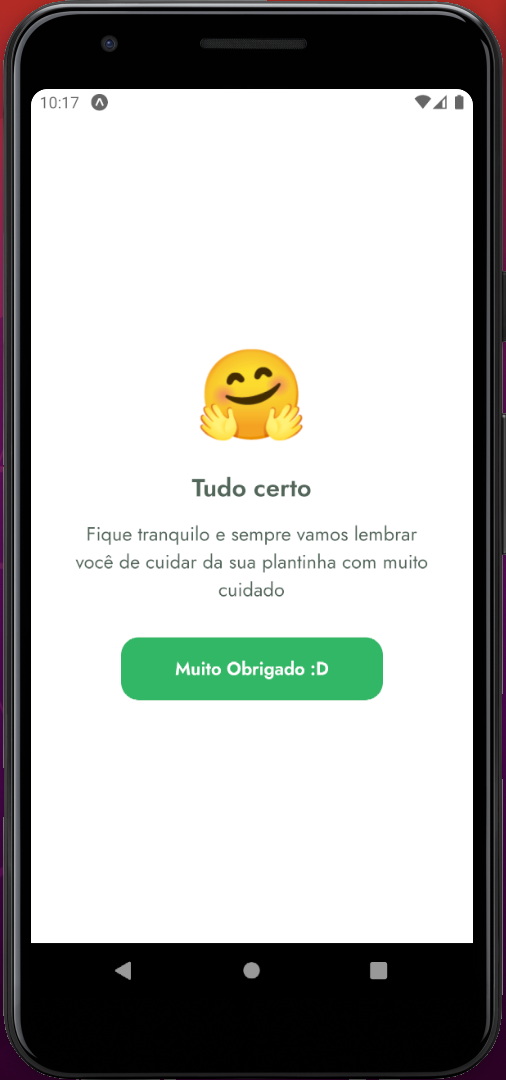 10:17
Tudo certo
Fique tranquilo e sempre vamos lembrar
você de cuidar da sua plantinha com muito
cuidado
Muito Obrigado :D